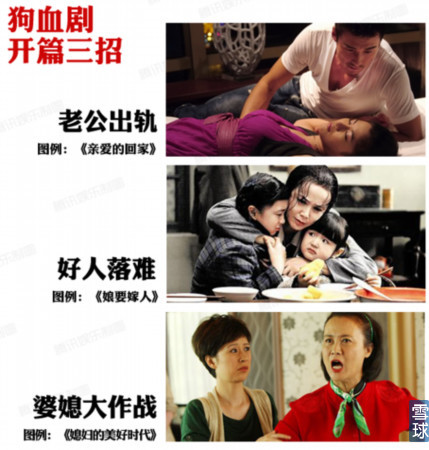 狗血剧
开篇三招
老公出轨
图例：《亲爱的回家》
好人落难
图例：《娘要嫁人》
婆媳大作战
图例：《媳妇的美好时代》
雪球